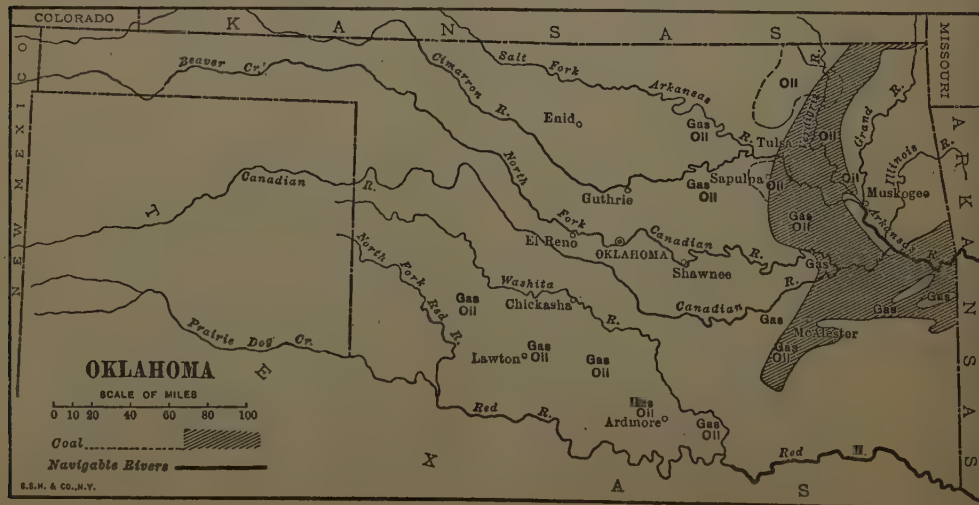 COLORADO
K A N S A S
MISSOURI
NEW MEXICO
Beaver Cr.
Cimarron R.
Salt Fork Arkansas R.
Oil
Verdigris R.
Grand R.
Illinois R.
ARKANSAS
Enid
Gas
Oil
Tulsa
Oil
Canadian R.
North Fork Canadian R.
Guthrie
Gas
Oil
Sapulpa
Oil
Oil
Muskogee
Arkansas R.
T E X A S
North Fork Red R.
El Reno
OKLAHOMA
Shawnee
Gas
Oil
Gas
Washita R.
Chickasha
Canadian R.
Gas
Gas
Gas
Gas
Oil
McAlester
Gas
Oil
Prairie Dog Cr.
Lawton
Gas
Oil
Gas
Oil
Oil
Ardmore
Gas
Oil
Red R.
Red
OKLAHOMA
SCALE OF MILES
0 10 20 40 60 80 100
Coal
Navigable Rivers
S.S.H. & CO., N.Y.